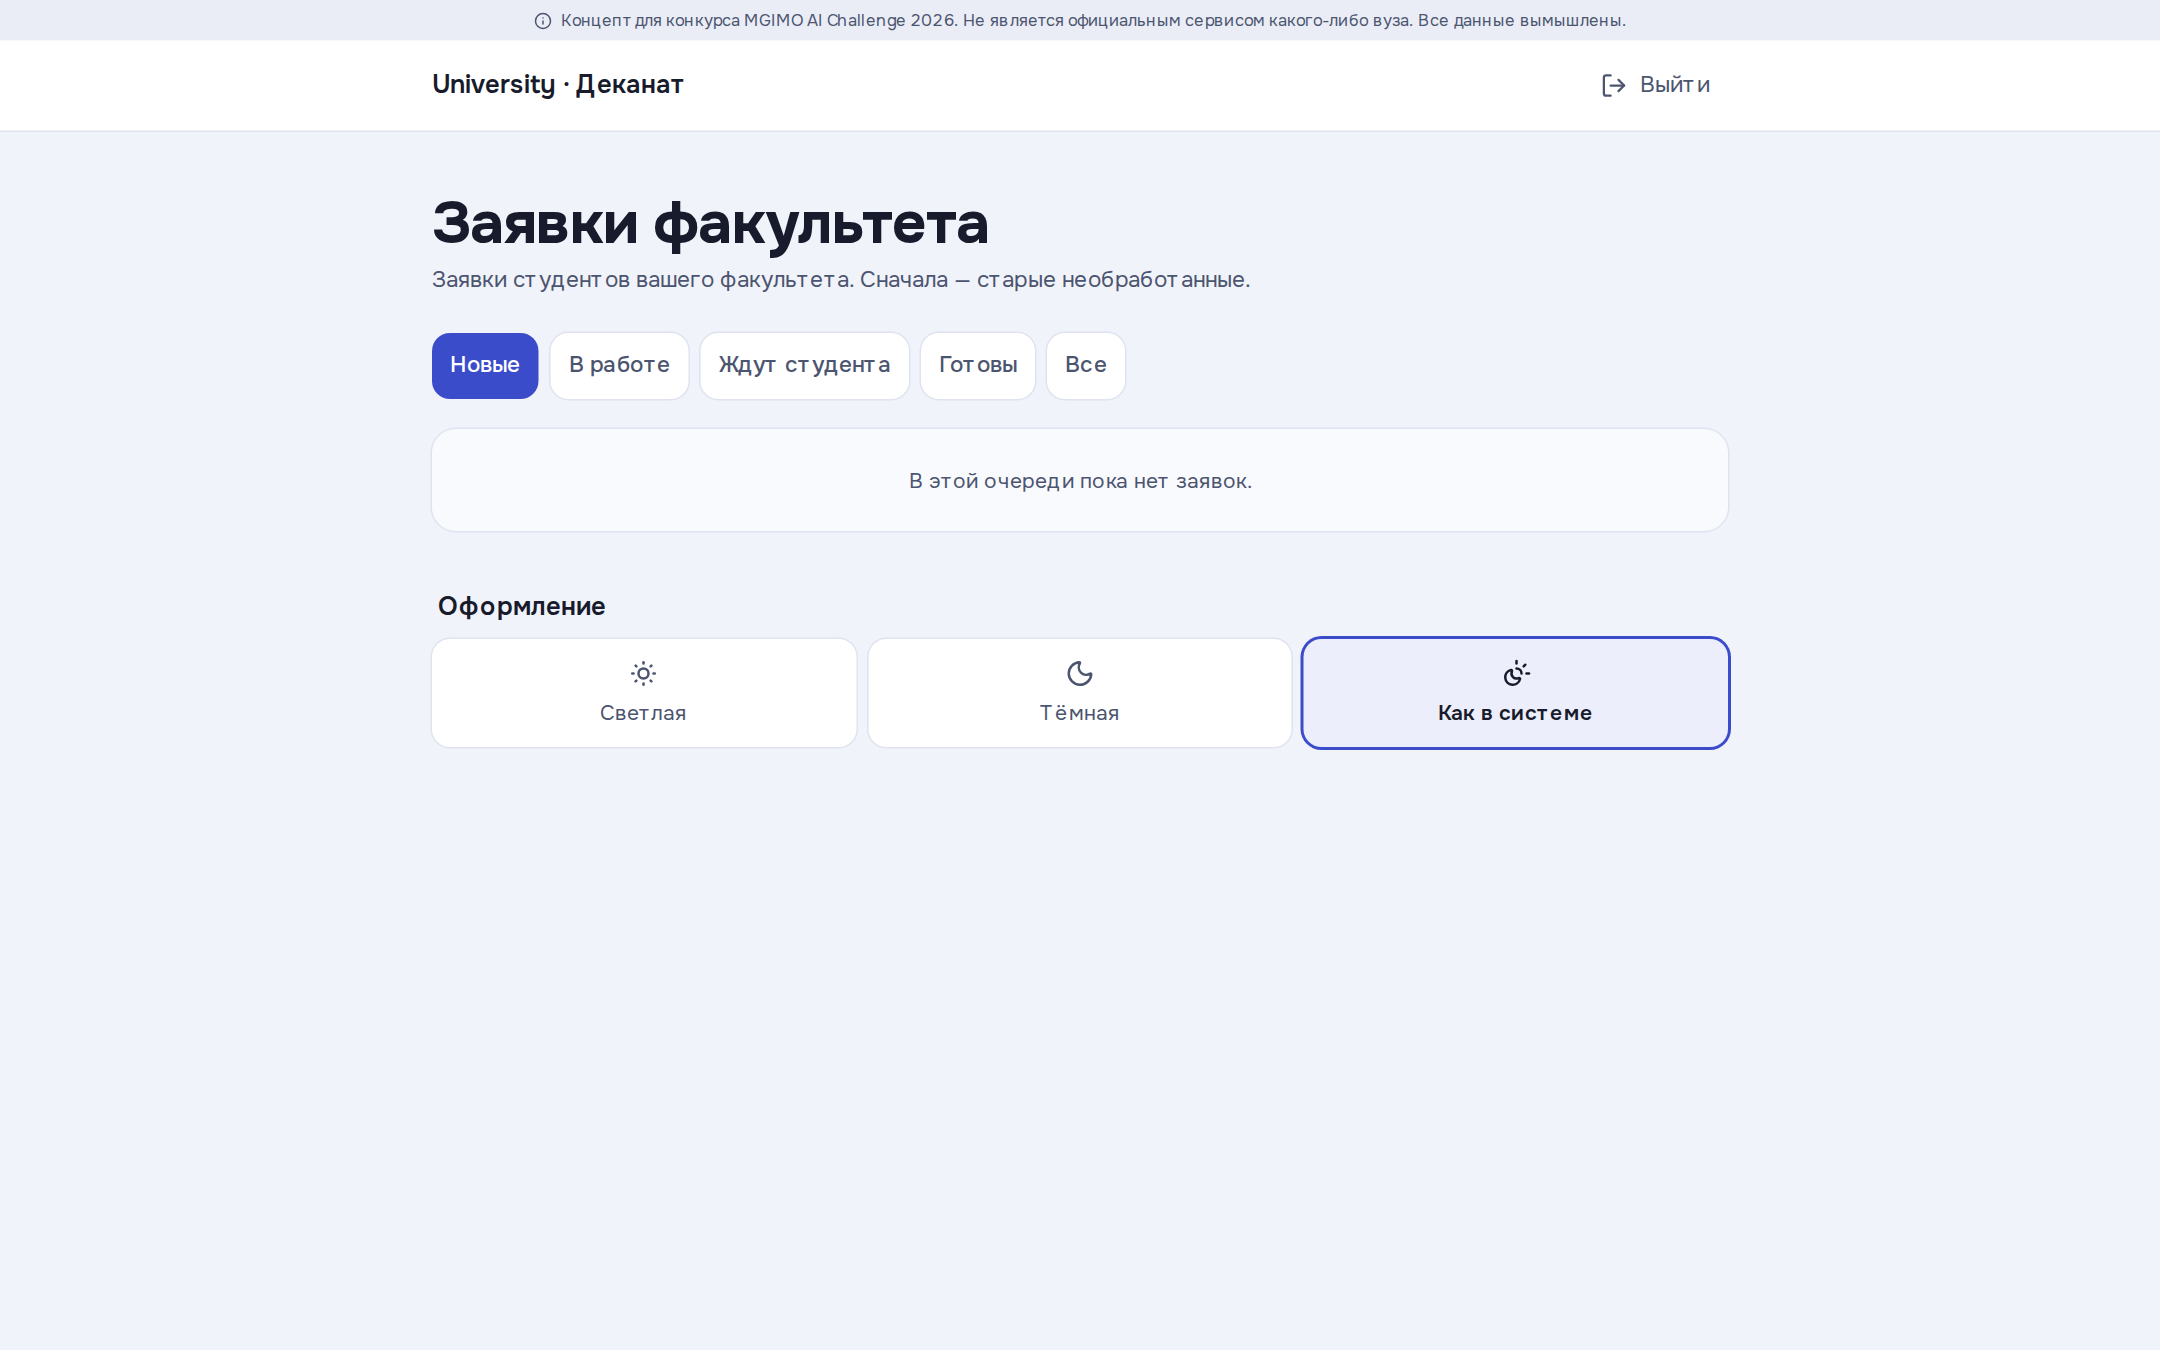 Концепт для конкурса MGIMO AI Challenge 2026. Не является официальным сервисом какого-либо вуза. Все данные вымышлены.
University · Деканат
Выйти
Заявки факультета
Заявки студентов вашего факультета. Сначала — старые необработанные.
Новые
В работе
Ждут студента
Готовы
Все
В этой очереди пока нет заявок.
Оформление
Светлая
Тёмная
Как в системе